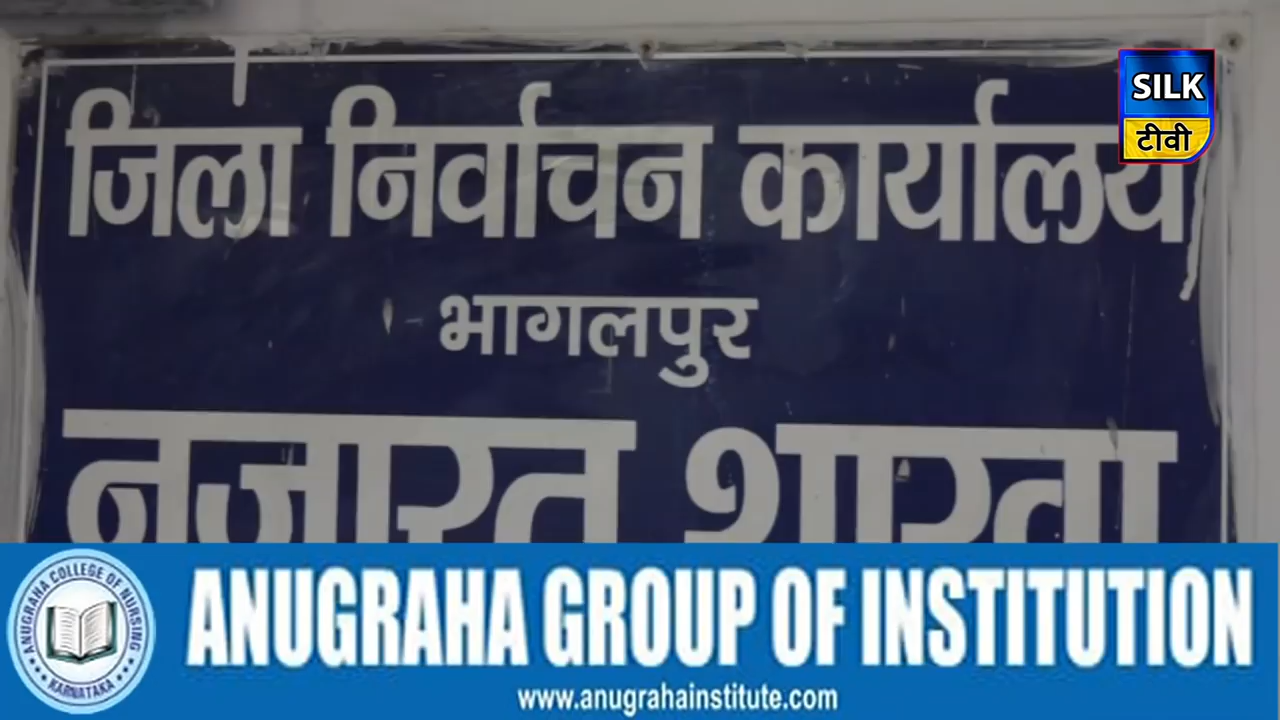 SILK
टीवी
जिला निर्वाचन कार्यालय
भागलपुर
नजारत शाखा
ANUGRAHA COLLEGE OF NURSING
KARNATAKA
ANUGRAHA GROUP OF INSTITUTION
www.anugrahainstitute.com